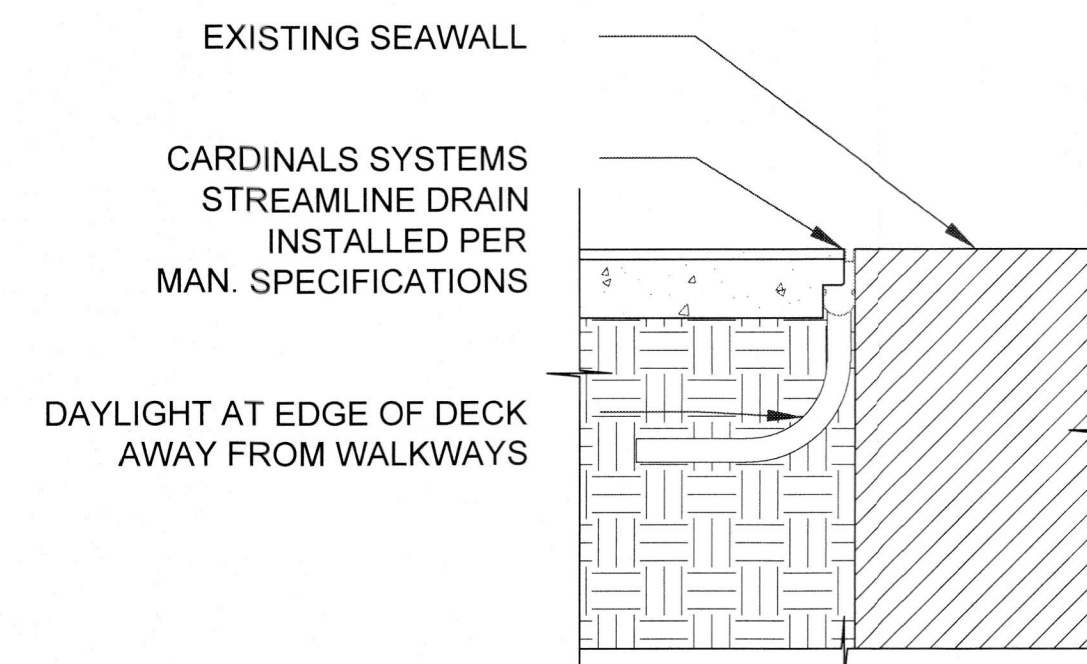 EXISTING SEAWALL
CARDINALS SYSTEMS
STREAMLINE DRAIN
INSTALLED PER
MAN. SPECIFICATIONS
DAYLIGHT AT EDGE OF DECK
AWAY FROM WALKWAYS